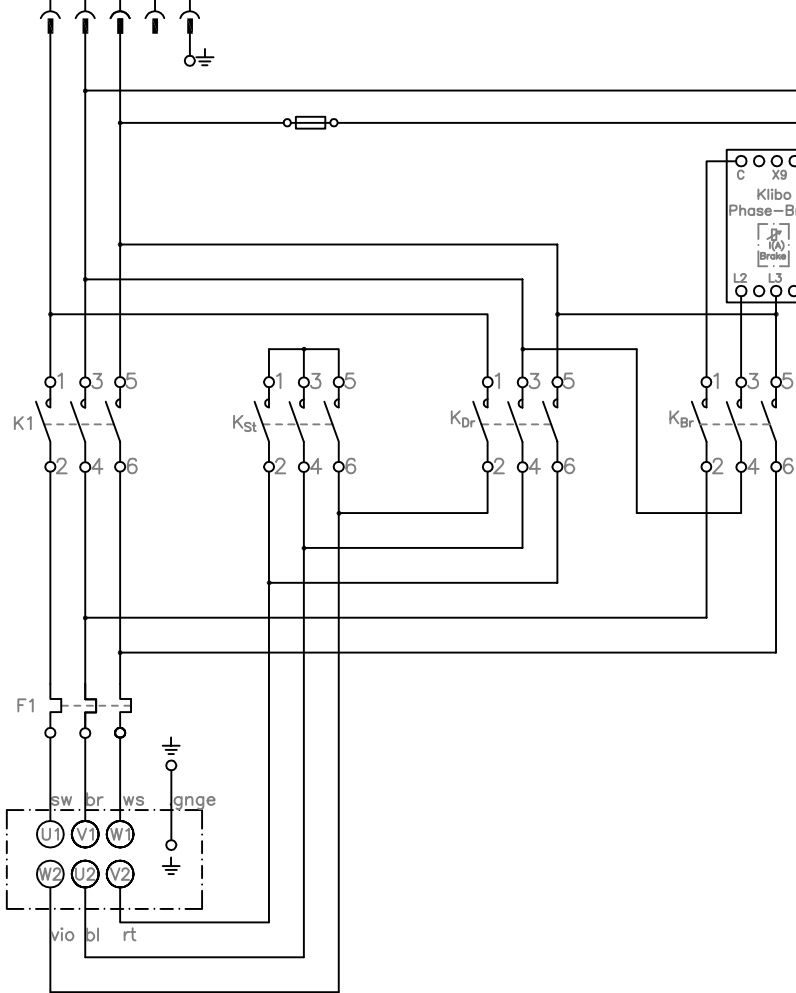 C X9
Klibo
Phase-B
I(A)
Brake
L2 L3
1 3 5 1 3 5 1 3 5 1 3 5
K1 KSt KDr KBr
2 4 6 2 4 6 2 4 6 2 4 6
F1
sw br ws gnge
U1 V1 W1
W2 U2 V2
vio bl rt